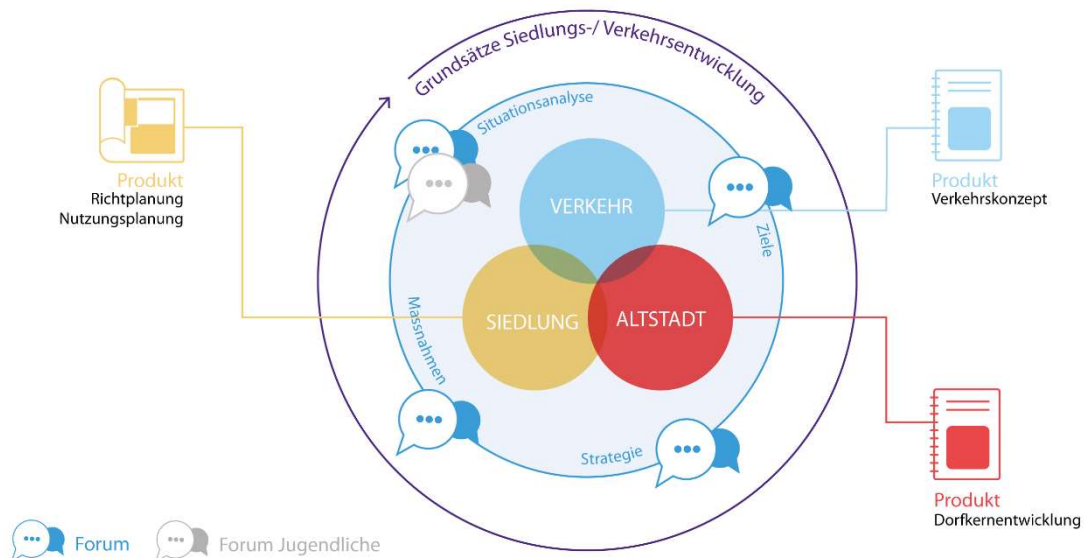 Grundsätze Siedlungs-/ Verkehrsentwicklung
Situationsanalyse
Produkt
Richtplanung
Nutzungsplanung
VERKEHR
Ziele
Produkt
Verkehrskonzept
SIEDLUNG
ALTSTADT
Massnahmen
Strategie
Produkt
Dorfkernentwicklung
Forum
Forum Jugendliche